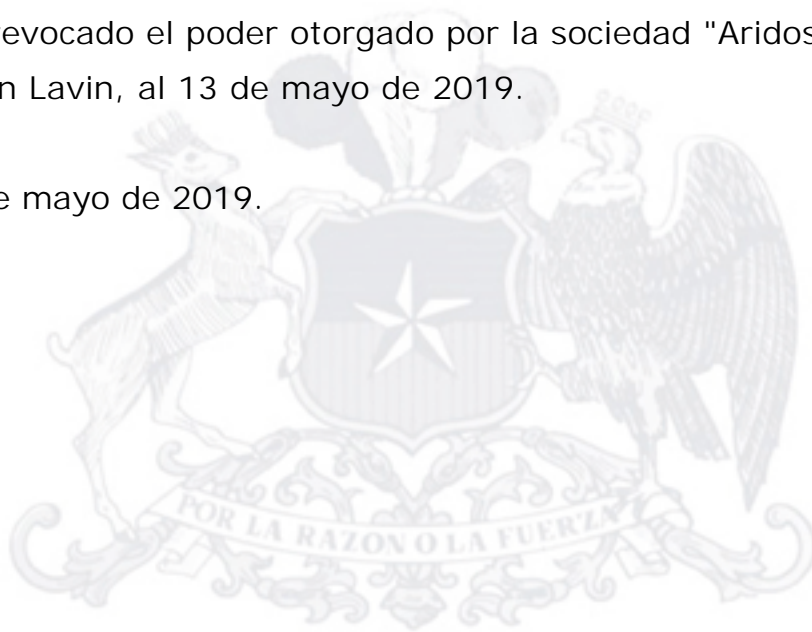 revocado el poder otorgado por la sociedad "Aridos
n Lavin, al 13 de mayo de 2019.
e mayo de 2019.
POR LA RAZON O LA FUERZA